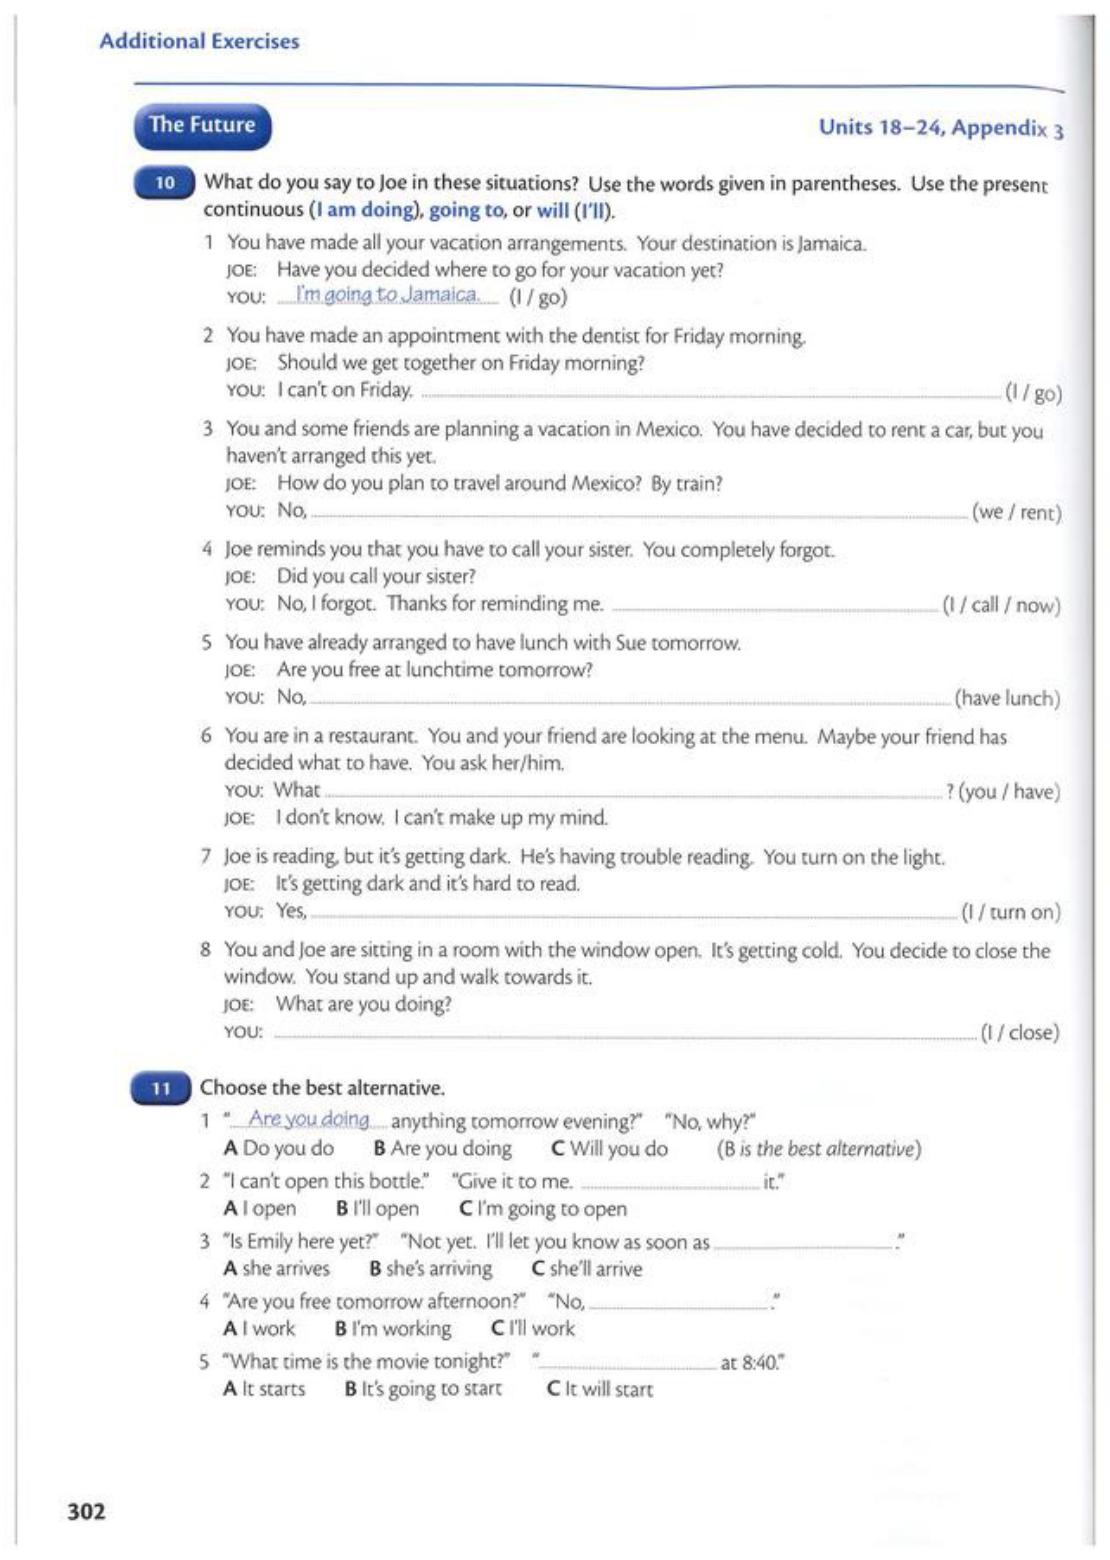 Additional Exercises
The Future
Units 18–24, Appendix 3
10 What do you say to Joe in these situations? Use the words given in parentheses. Use the present
continuous (I am doing), going to, or will (I'll).
1 You have made all your vacation arrangements. Your destination is Jamaica.
JOE: Have you decided where to go for your vacation yet?
YOU: I'm going to Jamaica. (I / go)
2 You have made an appointment with the dentist for Friday morning.
JOE: Should we get together on Friday morning?
YOU: I can't on Friday. (I / go)
3 You and some friends are planning a vacation in Mexico. You have decided to rent a car, but you
haven't arranged this yet.
JOE: How do you plan to travel around Mexico? By train?
YOU: No, (we / rent)
4 Joe reminds you that you have to call your sister. You completely forgot.
JOE: Did you call your sister?
YOU: No, I forgot. Thanks for reminding me. (I / call / now)
5 You have already arranged to have lunch with Sue tomorrow.
JOE: Are you free at lunchtime tomorrow?
YOU: No, (have lunch)
6 You are in a restaurant. You and your friend are looking at the menu. Maybe your friend has
decided what to have. You ask her/him.
YOU: What ? (you / have)
JOE: I don't know. I can't make up my mind.
7 Joe is reading, but it's getting dark. He's having trouble reading. You turn on the light.
JOE: It's getting dark and it's hard to read.
YOU: Yes, (I / turn on)
8 You and Joe are sitting in a room with the window open. It's getting cold. You decide to close the
window. You stand up and walk towards it.
JOE: What are you doing?
YOU: (I / close)
11 Choose the best alternative.
1 " Are you doing anything tomorrow evening?" "No, why?"
A Do you do B Are you doing C Will you do (B is the best alternative)
2 "I can't open this bottle." "Give it to me. it."
A I open B I'll open C I'm going to open
3 "Is Emily here yet?" "Not yet. I'll let you know as soon as ."
A she arrives B she's arriving C she'll arrive
4 "Are you free tomorrow afternoon?" "No, ."
A I work B I'm working C I'll work
5 "What time is the movie tonight?" " at 8:40."
A It starts B It's going to start C It will start
302